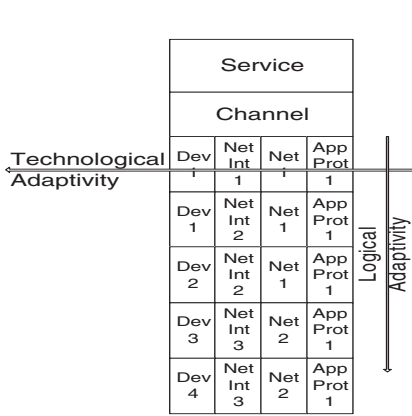 Service
Channel
Technological
Adaptivity
Dev
Net
Int
1
Net
App
Prot
1
Dev
1
Net
Int
2
Net
1
App
Prot
1
Dev
2
Net
Int
2
Net
1
App
Prot
1
Dev
3
Net
Int
3
Net
2
App
Prot
1
Dev
4
Net
Int
3
Net
2
App
Prot
1
Logical
Adaptivity